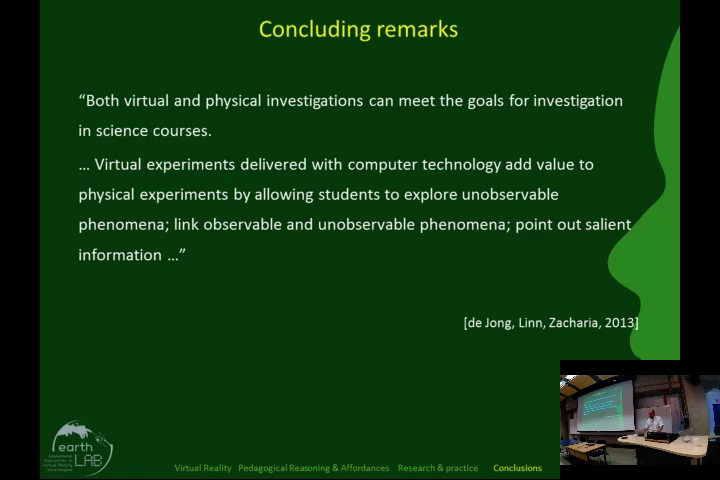 Concluding remarks
“Both virtual and physical investigations can meet the goals for investigation
in science courses.
… Virtual experiments delivered with computer technology add value to
physical experiments by allowing students to explore unobservable
phenomena; link observable and unobservable phenomena; point out salient
information …”
[de Jong, Linn, Zacharia, 2013]
earth
LAB
Virtual Reality Pedagogical Reasoning & Affordances Research & practice Conclusions